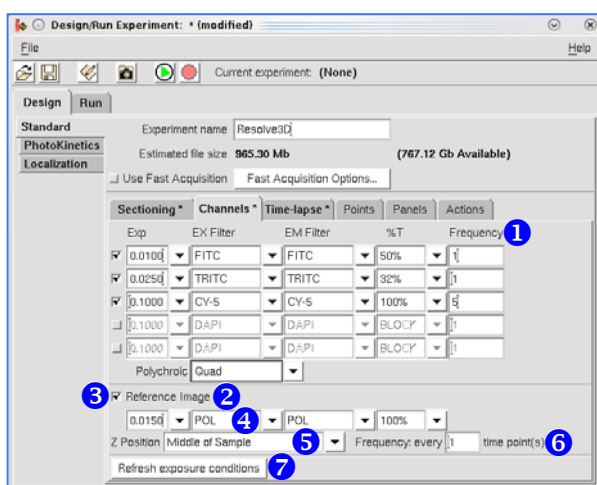 Design/Run Experiment: * (modified)
File Help
Current experiment: (None)
Design Run
Standard
PhotoKinetics
Localization
Experiment name Resolve3D
Estimated file size 965.30 Mb (767.12 Gb Available)
Use Fast Acquisition Fast Acquisition Options...
Sectioning * Channels * Time-lapse * Points Panels Actions
Exp EX Filter EM Filter %T Frequency 1
0.0100 FITC FITC 50% 1
0.0250 TRITC TRITC 32% 1
0.1000 CY-5 CY-5 100% 5
0.1000 DAPI DAPI BLOCK 1
0.1000 DAPI DAPI BLOCK 1
Polychroic Quad
3 Reference Image 2
0.0150 POL 4 POL 100%
Z Position Middle of Sample 5 Frequency: every 1 time point(s) 6
Refresh exposure conditions 7